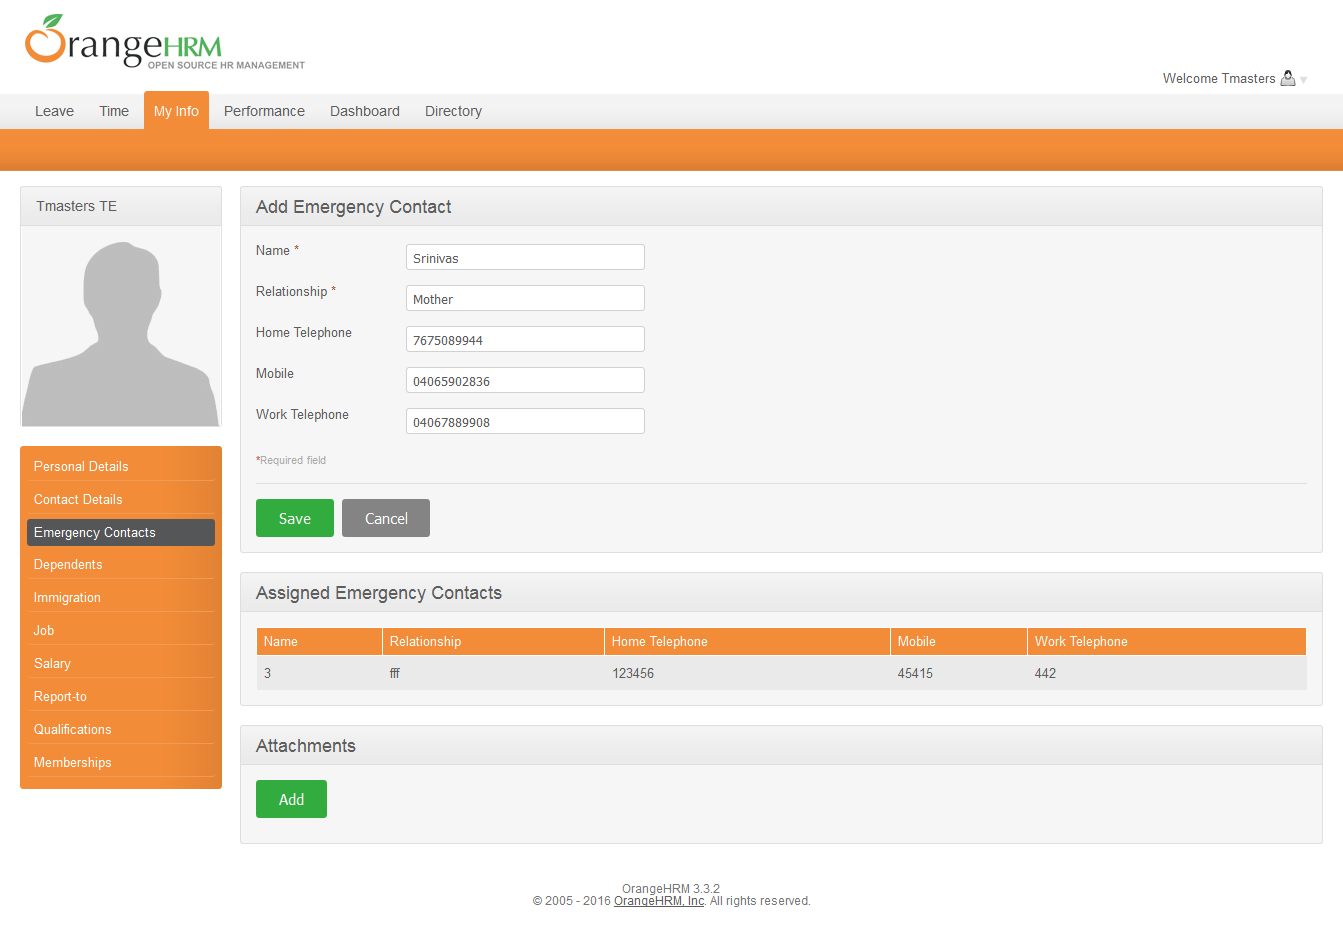 OrangeHRM
OPEN SOURCE HR MANAGEMENT
Welcome Tmasters
Leave Time My Info Performance Dashboard Directory
Tmasters TE
Personal Details
Contact Details
Emergency Contacts
Dependents
Immigration
Job
Salary
Report-to
Qualifications
Memberships
Add Emergency Contact
Name * Srinivas
Relationship * Mother
Home Telephone 7675089944
Mobile 04065902836
Work Telephone 04067889908
*Required field
Save Cancel
Assigned Emergency Contacts
Name Relationship Home Telephone Mobile Work Telephone
3 fff 123456 45415 442
Attachments
Add
OrangeHRM 3.3.2
© 2005 - 2016 OrangeHRM, Inc. All rights reserved.